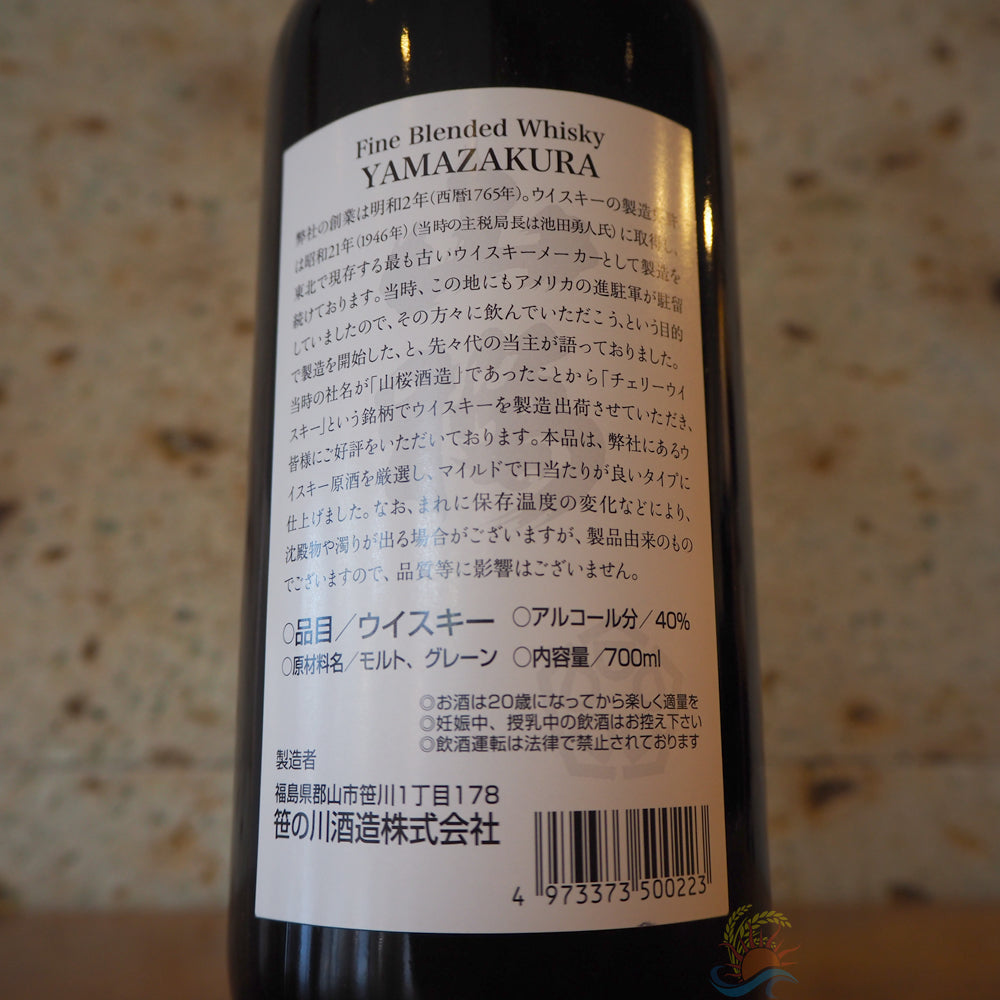 Fine Blended Whisky
YAMAZAKURA
弊社の創業は明和2年(西暦1765年)。ウイスキーの製造免許
は昭和21年(1946年)(当時の主税局長は池田勇人氏)に取得し、
東北で現存する最も古いウイスキーメーカーとして製造を
続けております。当時、この地にもアメリカの進駐軍が駐留
していましたので、その方々に飲んでいただこう、という目的
で製造を開始した、と、先々代の当主が語っておりました。
当時の社名が「山桜酒造」であったことから「チェリーウイ
スキー」という銘柄でウイスキーを製造出荷させていただき、
皆様にご好評をいただいております。本品は、弊社にあるウ
イスキー原酒を厳選し、マイルドで口当たりが良いタイプに
仕上げました。なお、まれに保存温度の変化などにより、
沈殿物や濁りが出る場合がございますが、製品由来のもの
でございますので、品質等に影響はございません。
○品目/ウイスキー ○アルコール分/40%
○原材料名/モルト、グレーン ○内容量/700ml
◎お酒は20歳になってから楽しく適量を
◎妊娠中、授乳中の飲酒はお控え下さい
◎飲酒運転は法律で禁止されております
製造者
福島県郡山市笹川1丁目178
笹の川酒造株式会社
4 973373 500223